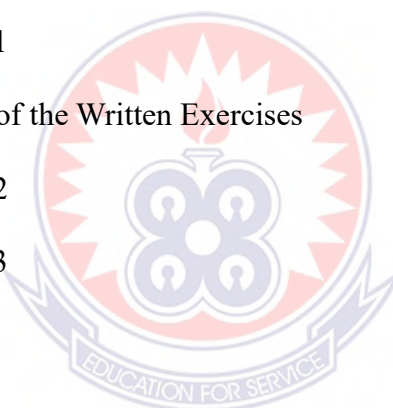 1
of the Written Exercises
2
3
EDUCATION FOR SERVICE